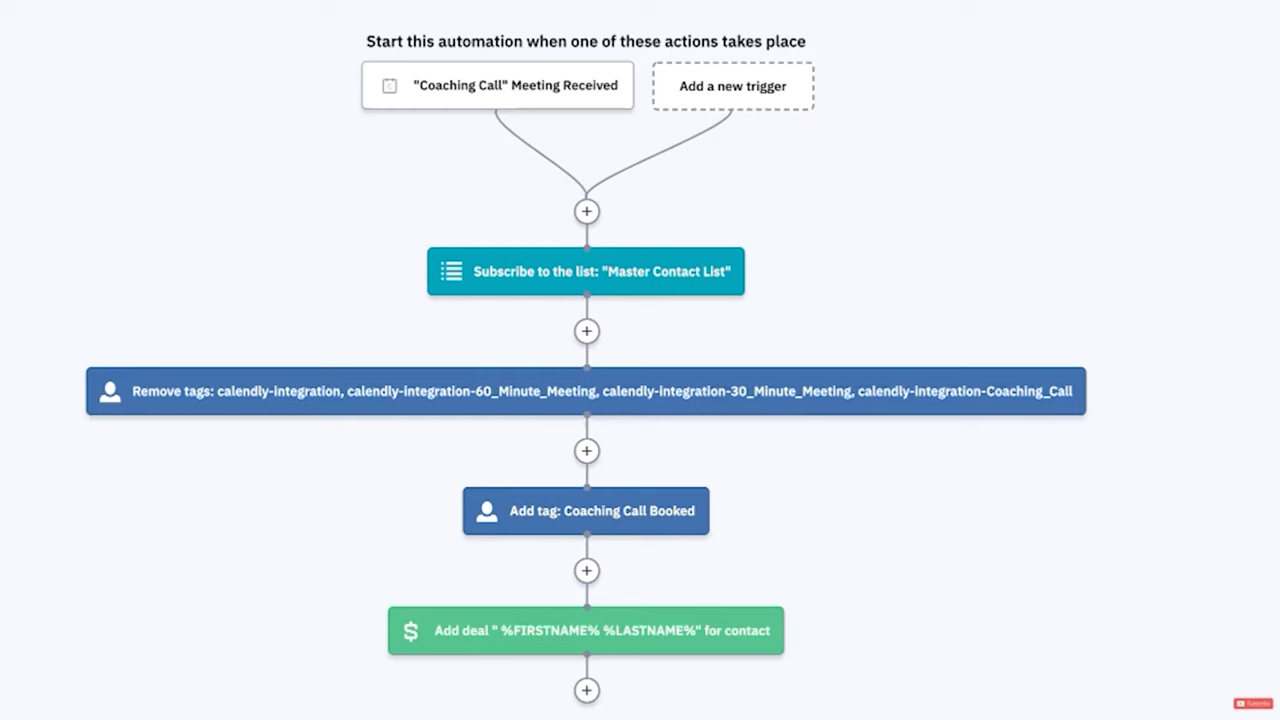 Start this automation when one of these actions takes place
"Coaching Call" Meeting Received
Add a new trigger
Subscribe to the list: "Master Contact List"
Remove tags: calendly-integration, calendly-integration-60_Minute_Meeting, calendly-integration-30_Minute_Meeting, calendly-integration-Coaching_Call
Add tag: Coaching Call Booked
Add deal " %FIRSTNAME% %LASTNAME%" for contact